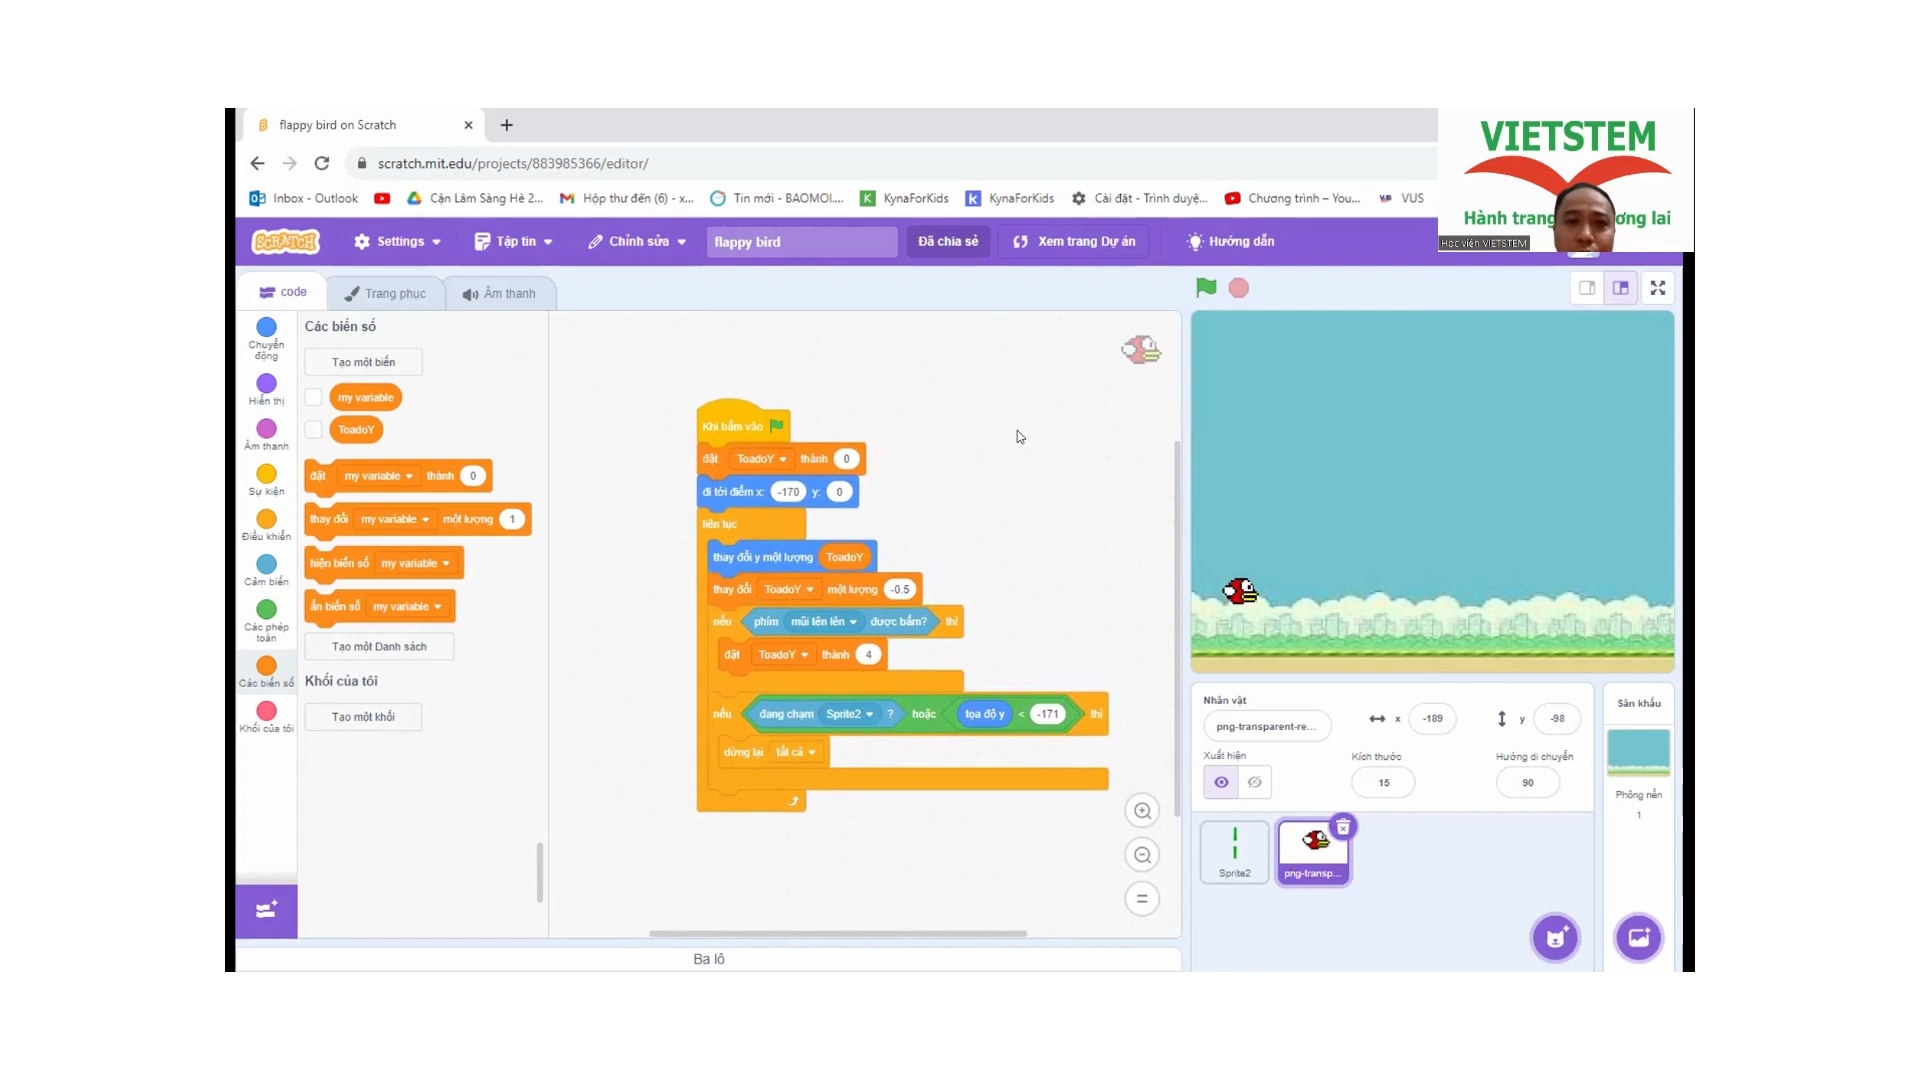 flappy bird on Scratch
scratch.mit.edu/projects/883985366/editor/
Inbox - Outlook
Cận Lâm Sàng Hè 2...
Hộp thư đến (6) - x...
Tin mới - BAOMOI....
KynaForKids
KynaForKids
Cài đặt - Trình duyệ...
Chương trình – You...
VUS
VIETSTEM
Hành trang
ơng lai
Học viện VIETSTEM
SCRATCH
Settings
Tập tin
Chỉnh sửa
flappy bird
Đã chia sẻ
Xem trang Dự án
Hướng dẫn
code
Trang phục
Âm thanh
Chuyển động
Hiển thị
Âm thanh
Sự kiện
Điều khiển
Cảm biến
Các phép toán
Các biến số
Khối của tôi
Các biến số
Tạo một biến
my variable
ToadoY
đặt my variable thành 0
thay đổi my variable một lượng 1
hiện biến số my variable
ẩn biến số my variable
Tạo một Danh sách
Khối của tôi
Tạo một khối
Khi bấm vào
đặt ToadoY thành 0
đi tới điểm x: -170 y: 0
liên tục
thay đổi y một lượng ToadoY
thay đổi ToadoY một lượng -0.5
nếu phím mũi tên lên được bấm? thì
đặt ToadoY thành 4
nếu đang chạm Sprite2 ? hoặc tọa độ y < -171 thì
dừng lại tất cả
Ba lô
Nhân vật
png-transparent-re...
x -189
y -98
Xuất hiện
Kích thước
15
Hướng di chuyển
90
Sprite2
png-transp...
Sân khấu
Phông nền
1